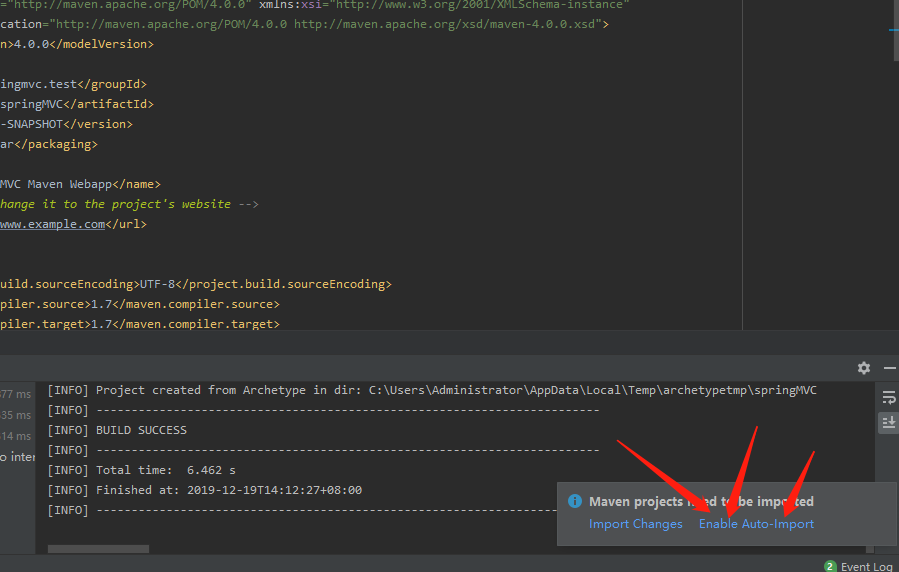 ="http://maven.apache.org/POM/4.0.0" xmlns:xsi="http://www.w3.org/2001/XMLSchema-instance"
cation="http://maven.apache.org/POM/4.0.0 http://maven.apache.org/xsd/maven-4.0.0.xsd">
n>4.0.0</modelVersion>
ingmvc.test</groupId>
springMVC</artifactId>
-SNAPSHOT</version>
ar</packaging>
MVC Maven Webapp</name>
hange it to the project's website -->
www.example.com</url>
uild.sourceEncoding>UTF-8</project.build.sourceEncoding>
piler.source>1.7</maven.compiler.source>
piler.target>1.7</maven.compiler.target>
377 ms [INFO] Project created from Archetype in dir: C:\Users\Administrator\AppData\Local\Temp\archetypetmp\springMVC
335 ms [INFO] ------------------------------------------------------------------------
314 ms [INFO] BUILD SUCCESS
o inter [INFO] ------------------------------------------------------------------------
[INFO] Total time:  6.462 s
[INFO] Finished at: 2019-12-19T14:12:27+08:00
[INFO] ------------------------------------------------------------------
Maven projects need to be imported
Import Changes Enable Auto-Import
2 Event Log